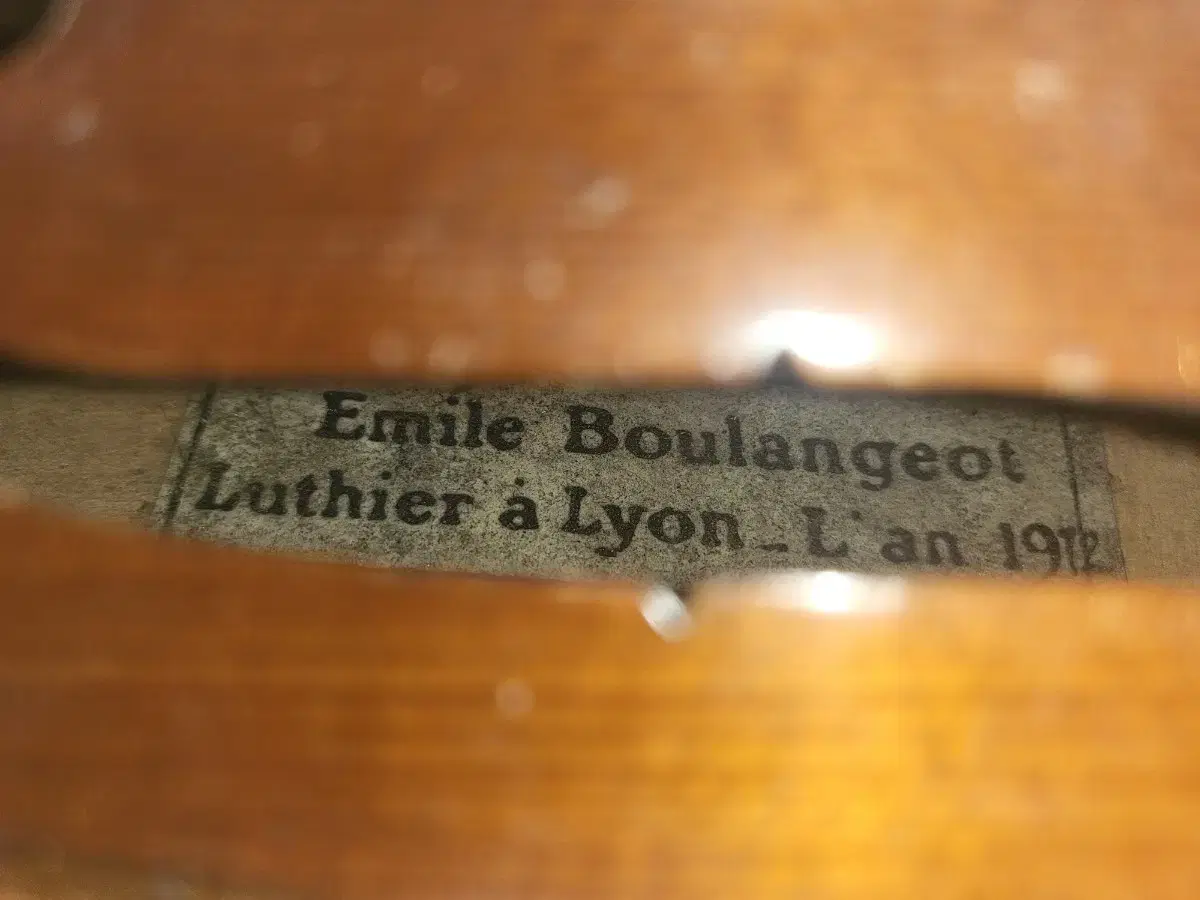 Emile Boulangeot
Luthier à Lyon - L'an 1912